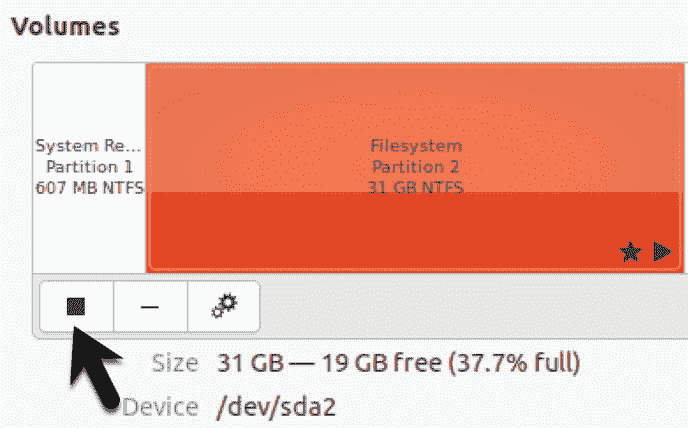 Volumes
System Re...
Partition 1
607 MB NTFS
Filesystem
Partition 2
31 GB NTFS
Size 31 GB — 19 GB free (37.7% full)
Device /dev/sda2